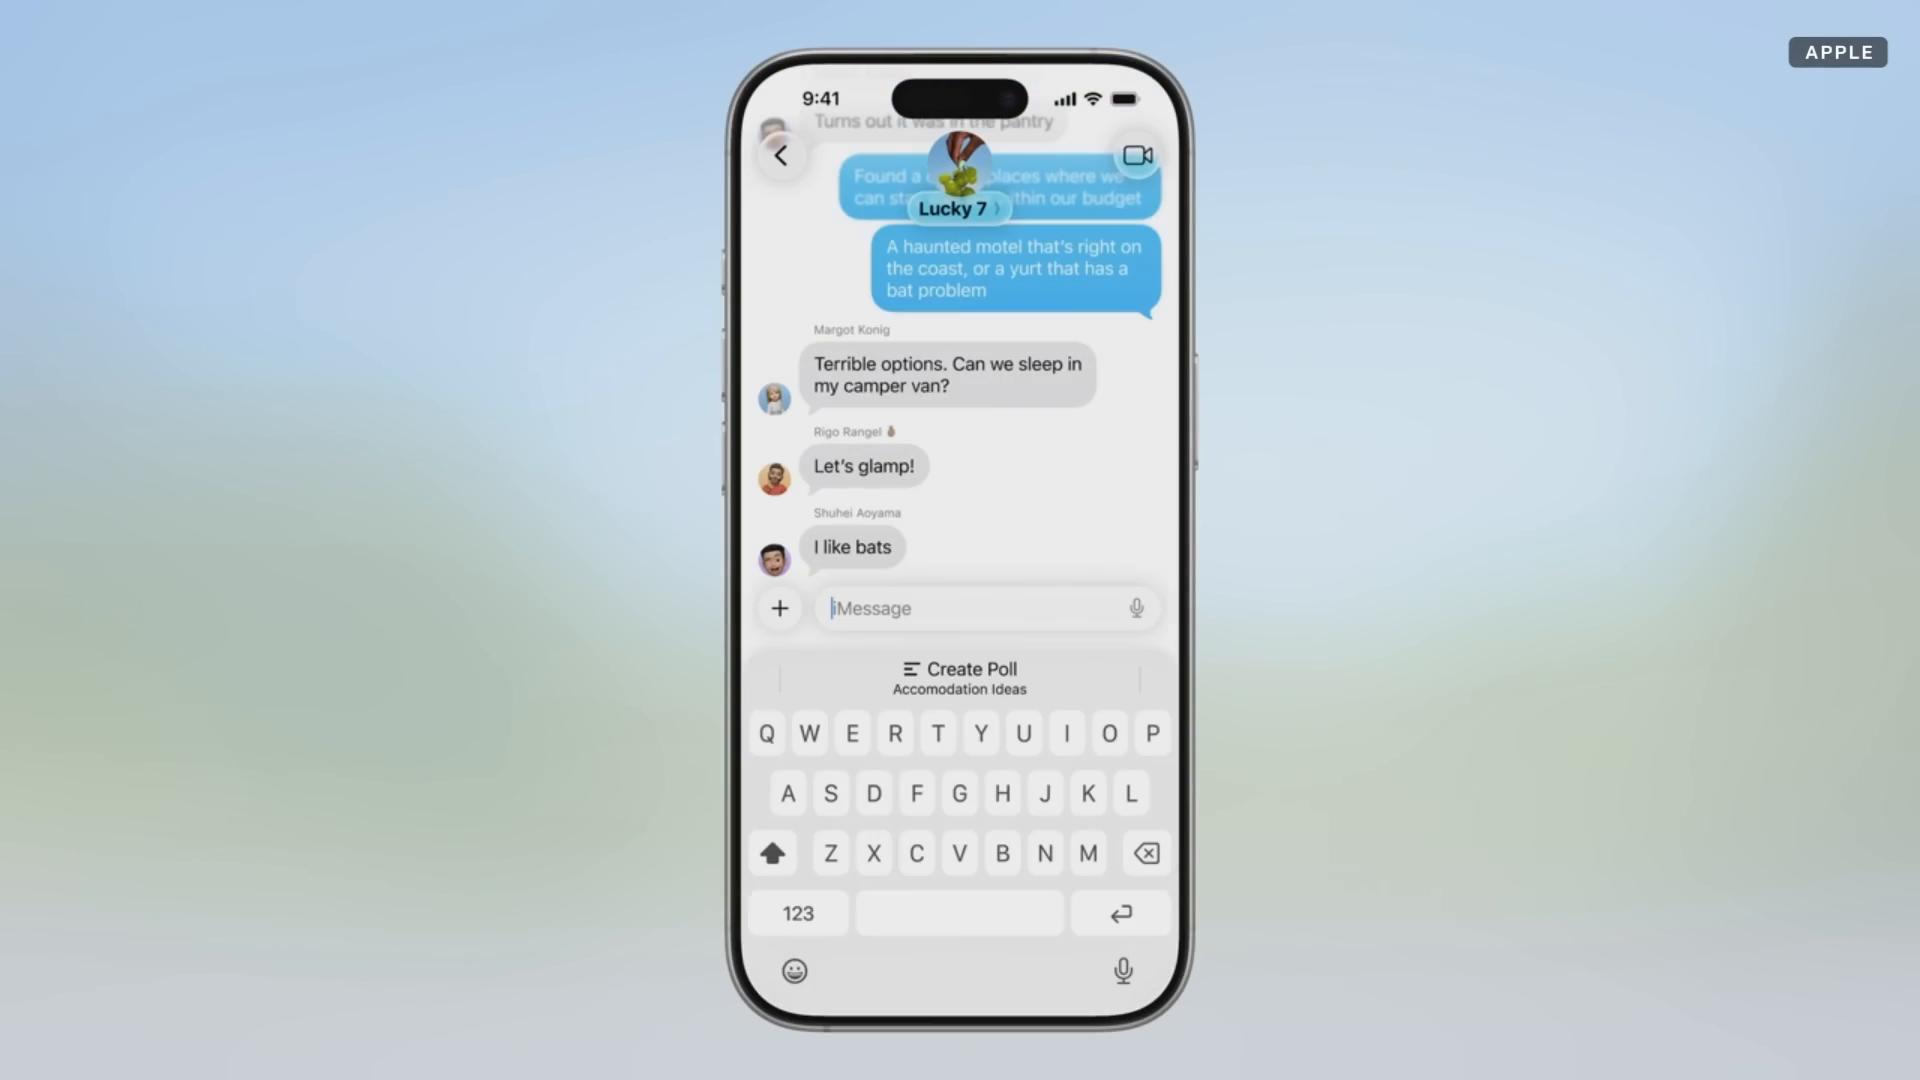 APPLE
9:41
Turns out it was in the pantry
Found a places where we
can within our budget
Lucky 7
A haunted motel that's right on
the coast, or a yurt that has a
bat problem
Margot Konig
Terrible options. Can we sleep in
my camper van?
Rigo Rangel
Let's glamp!
Shuhei Aoyama
I like bats
iMessage
Create Poll
Accomodation Ideas
Q W E R T Y U I O P
A S D F G H J K L
Z X C V B N M
123